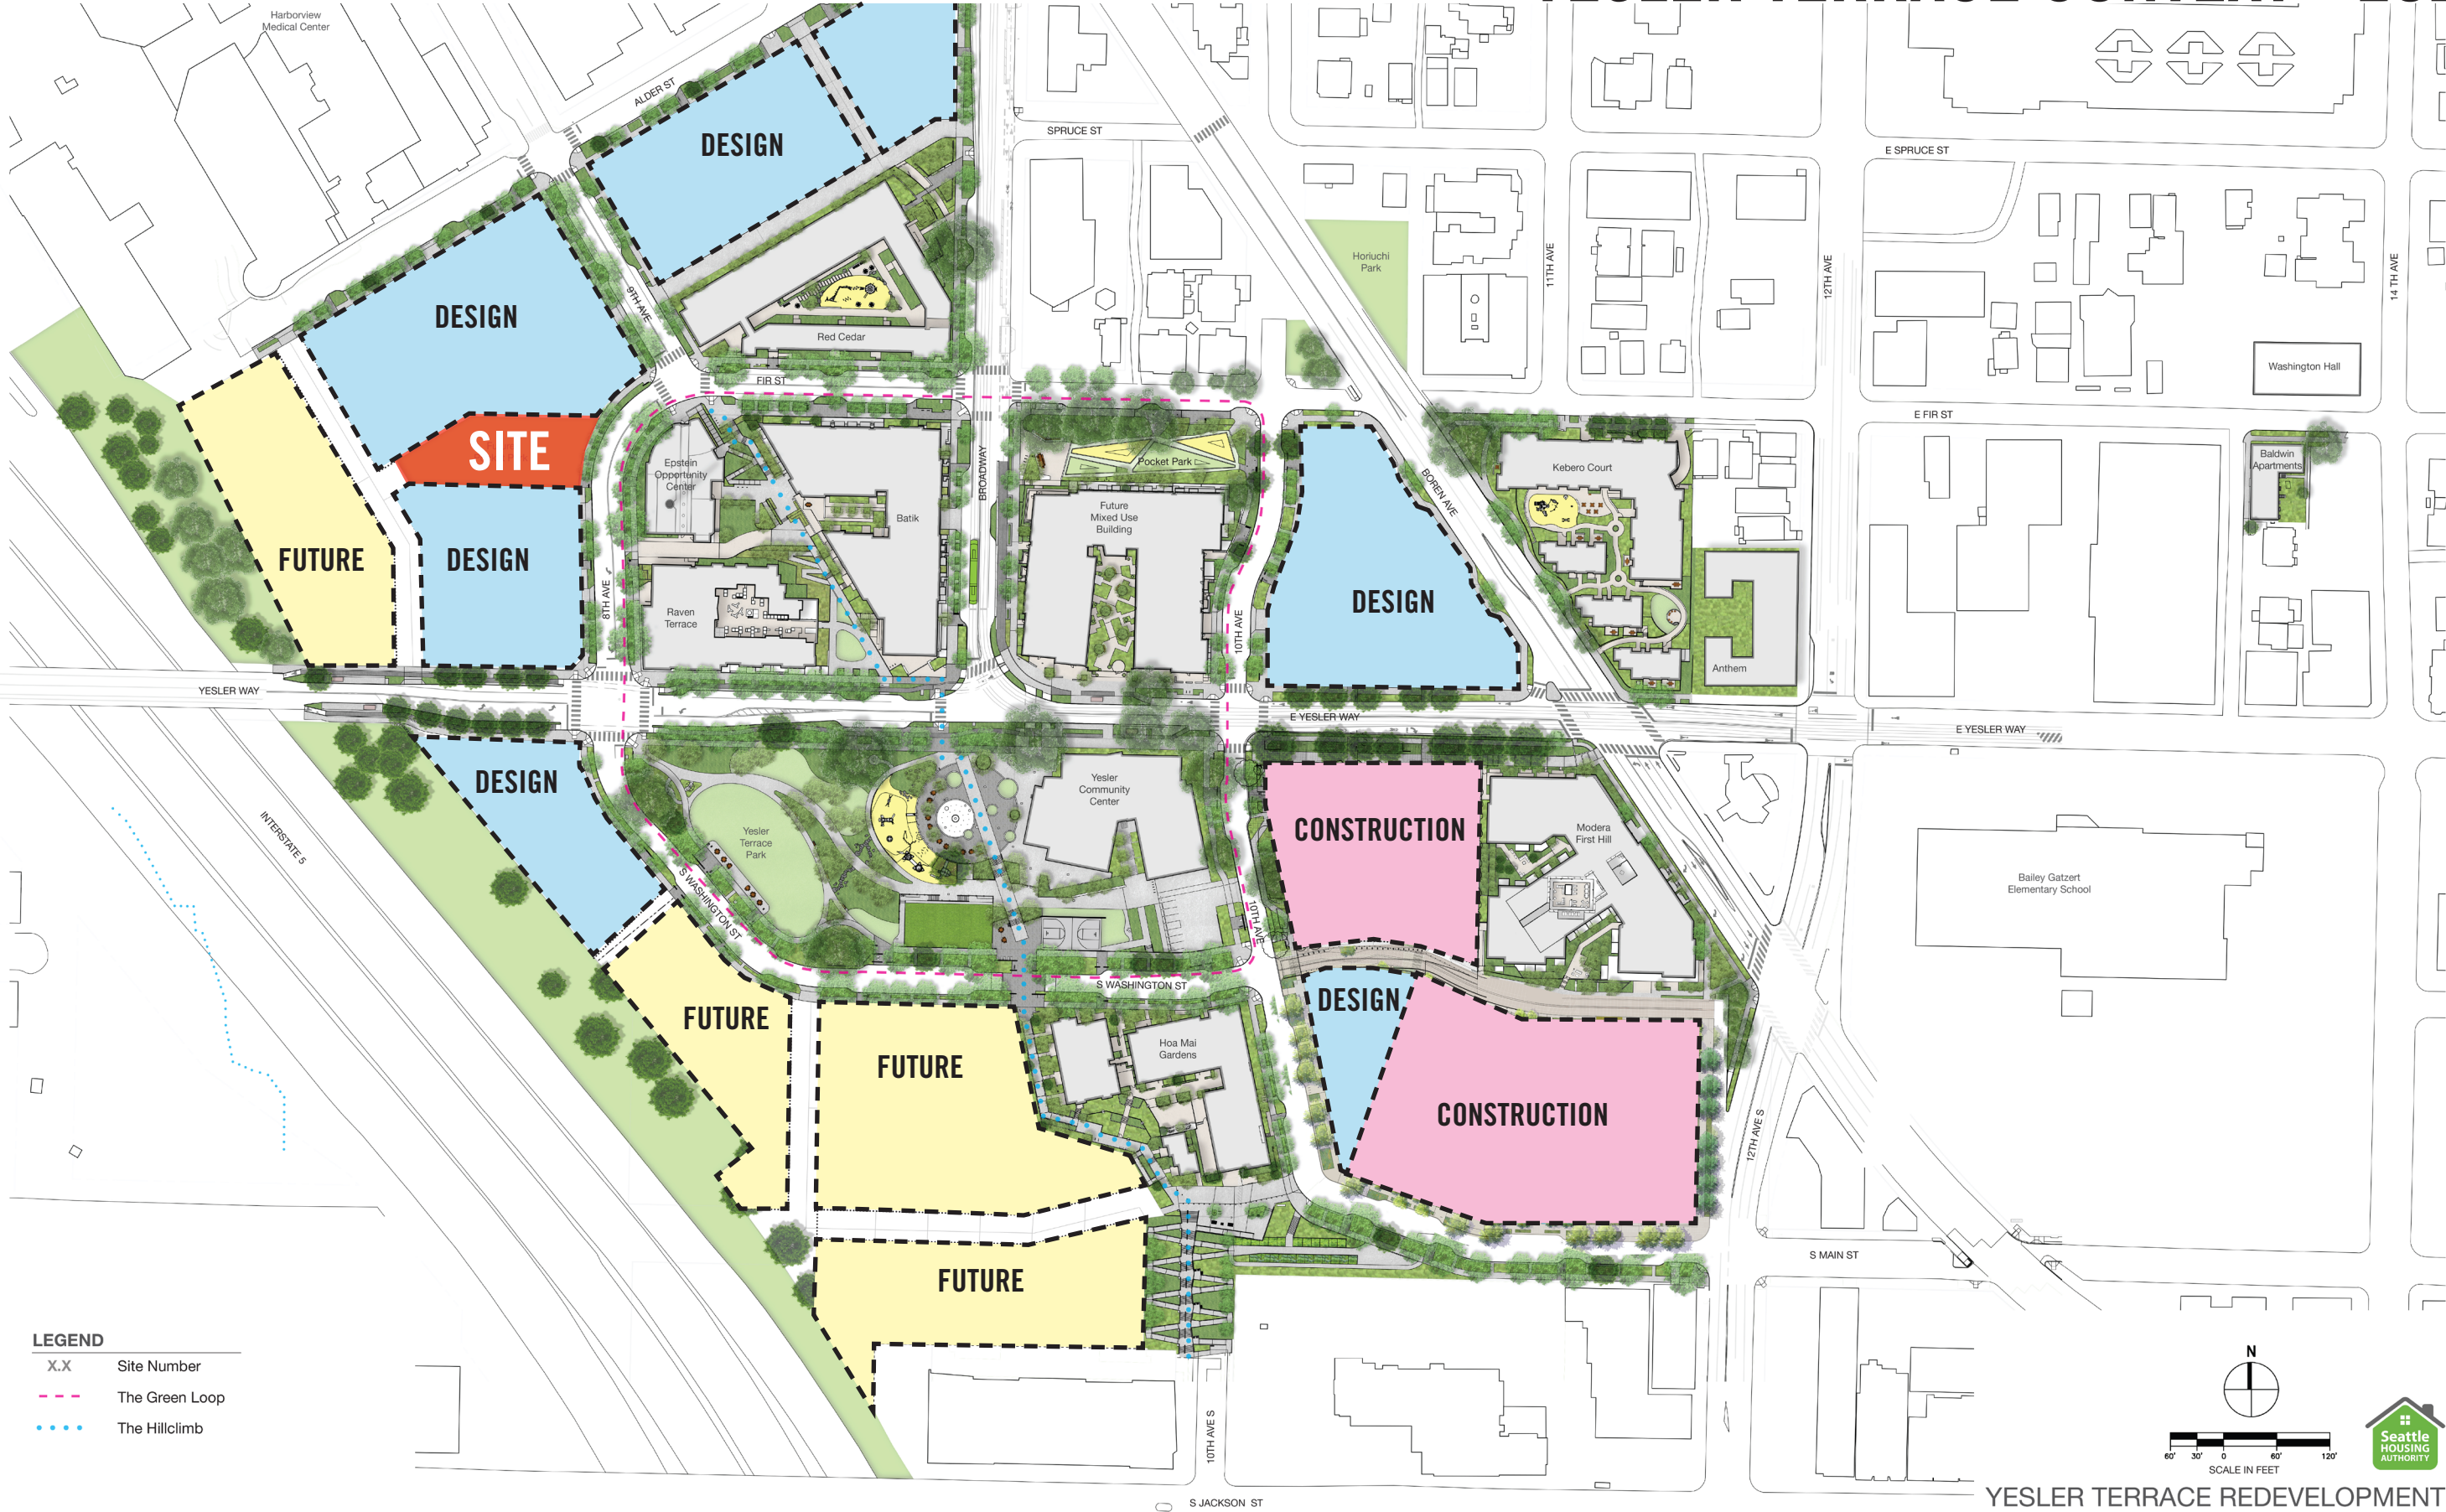 Harborview
Medical Center
ALDER ST
DESIGN
SPRUCE ST
E SPRUCE ST
Horiuchi
Park
11TH AVE
12TH AVE
14 TH AVE
DESIGN
9TH AVE
Red Cedar
FIR ST
Washington Hall
E FIR ST
SITE
Epstein
Opportunity
Center
Batik
BROADWAY
Pocket Park
Future
Mixed Use
Building
BOREN AVE
Kebero Court
Baldwin
Apartments
FUTURE
DESIGN
8TH AVE
Raven
Terrace
10TH AVE
DESIGN
Anthem
YESLER WAY
E YESLER WAY
E YESLER WAY
DESIGN
INTERSTATE 5
Yesler
Terrace
Park
Yesler
Community
Center
CONSTRUCTION
Modera
First Hill
Bailey Gatzert
Elementary School
S WASHINGTON ST
10TH AVE
S WASHINGTON ST
DESIGN
FUTURE
FUTURE
Hoa Mai
Gardens
CONSTRUCTION
12TH AVE S
S MAIN ST
FUTURE
10TH AVE S
S JACKSON ST
LEGEND
X.X Site Number
The Green Loop
The Hillclimb
N
60' 30' 0 60' 120'
SCALE IN FEET
Seattle
HOUSING
AUTHORITY
YESLER TERRACE REDEVELOPMENT